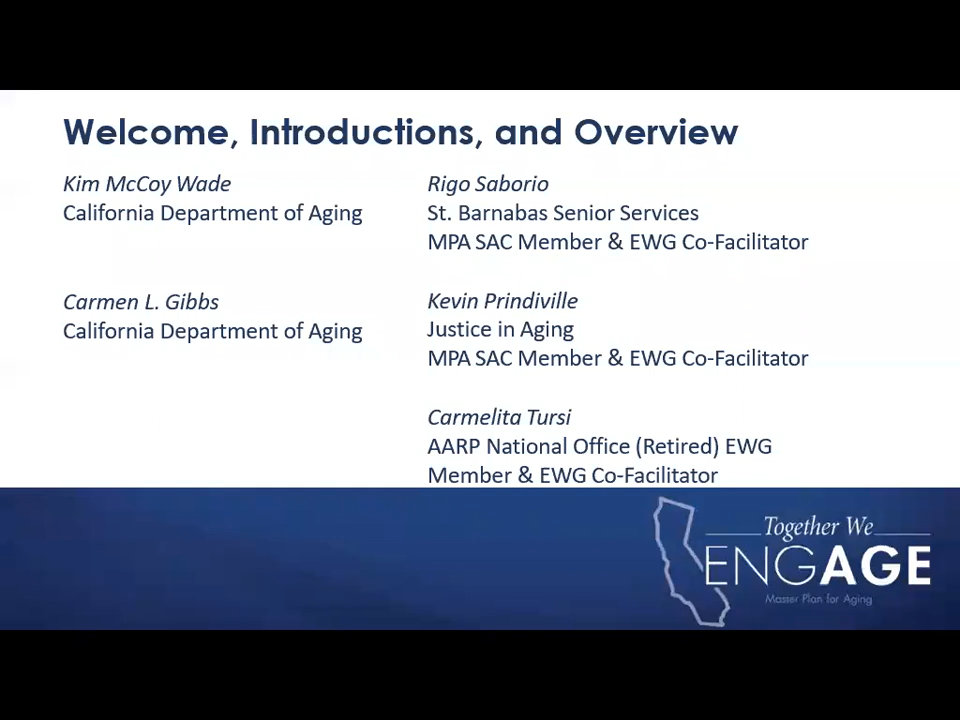 Welcome, Introductions, and Overview
Kim McCoy Wade
California Department of Aging
Carmen L. Gibbs
California Department of Aging
Rigo Saborio
St. Barnabas Senior Services
MPA SAC Member & EWG Co-Facilitator
Kevin Prindiville
Justice in Aging
MPA SAC Member & EWG Co-Facilitator
Carmelita Tursi
AARP National Office (Retired) EWG
Member & EWG Co-Facilitator
Together We
ENGAGE
Master Plan for Aging